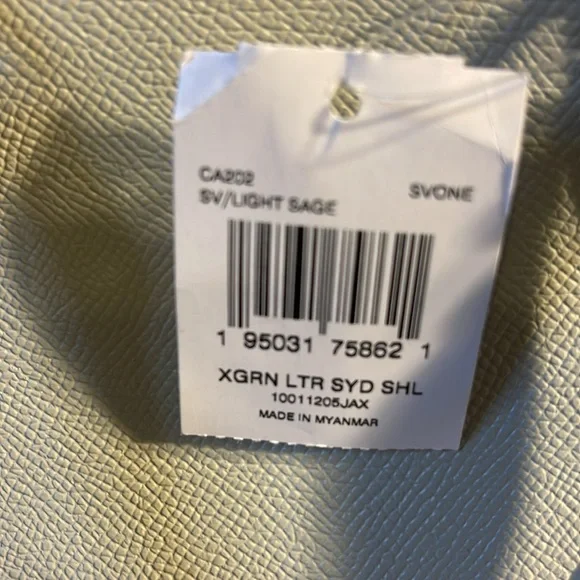 CA202
SVONE
SV/LIGHT SAGE
1 95031 75862 1
XGRN LTR SYD SHL
10011205JAX
MADE IN MYANMAR